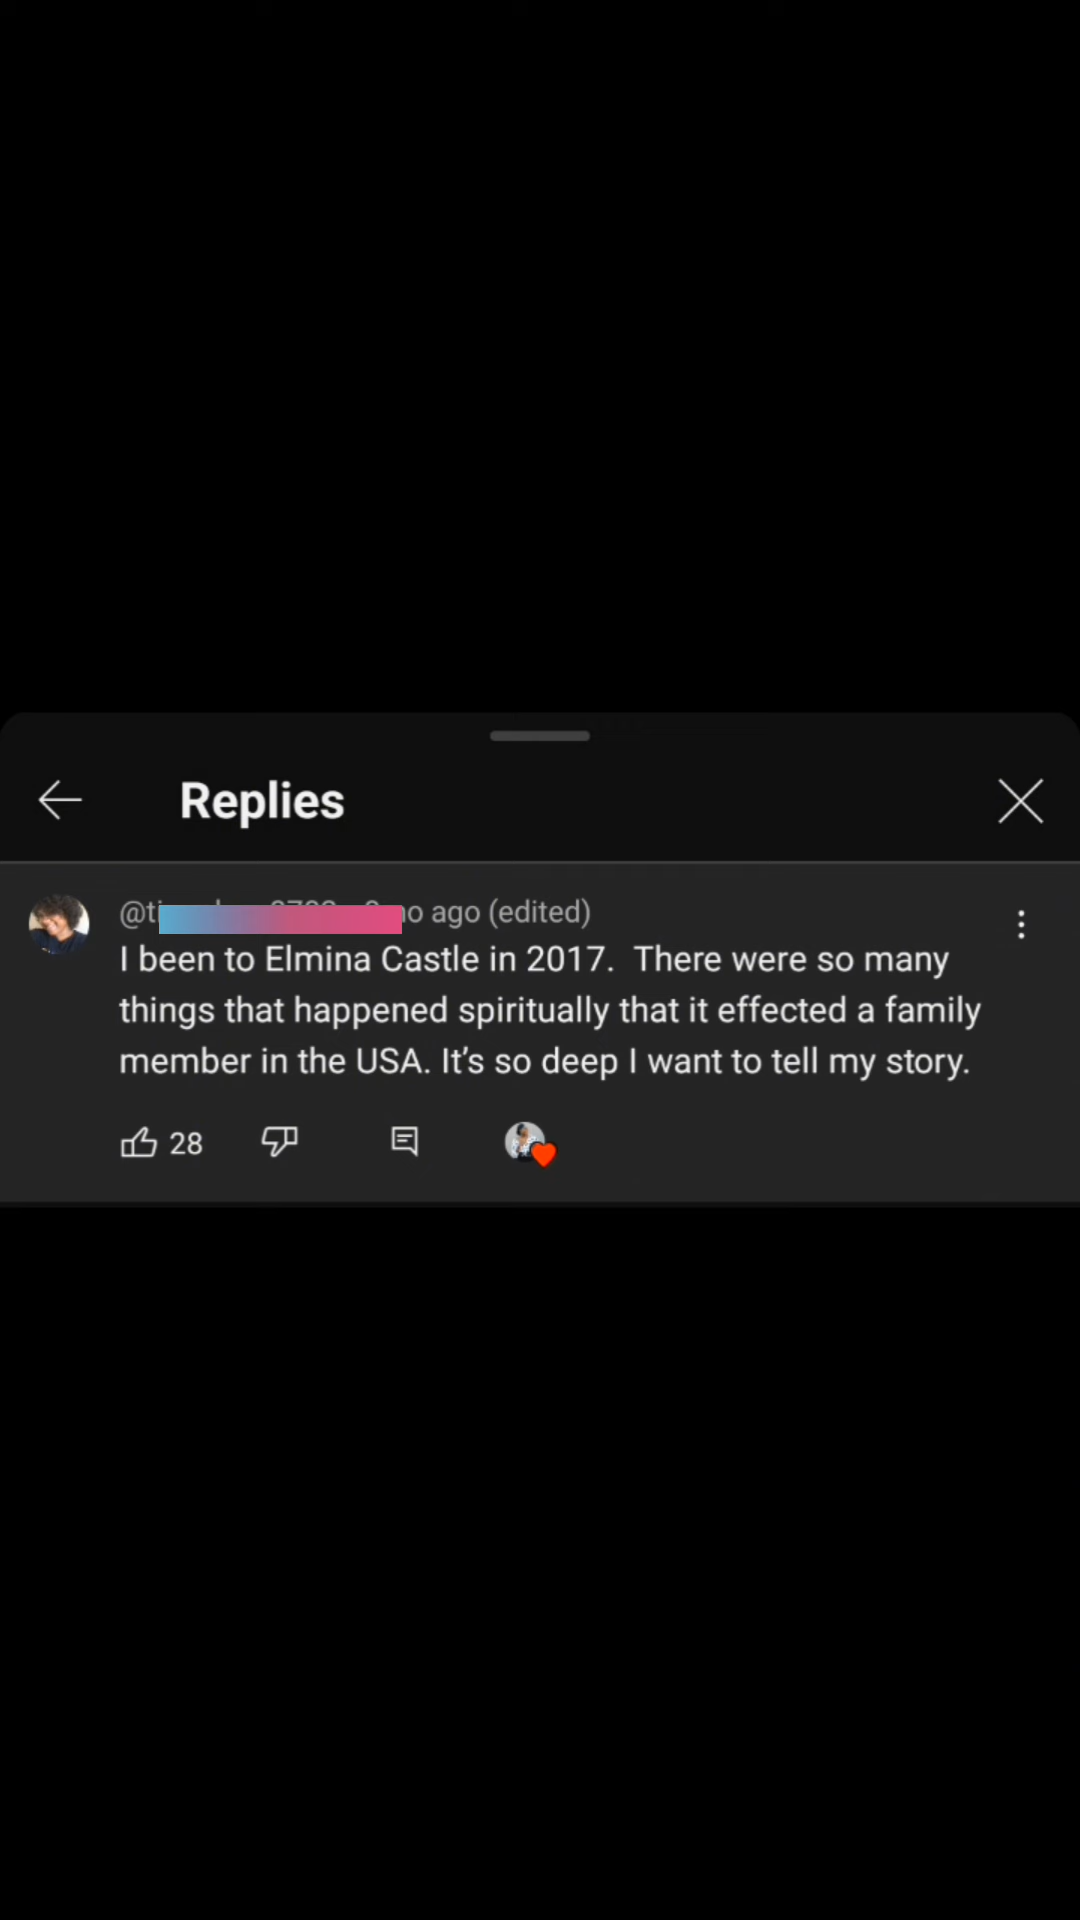 Replies
@ti ago (edited)
I been to Elmina Castle in 2017. There were so many
things that happened spiritually that it effected a family
member in the USA. It’s so deep I want to tell my story.
28